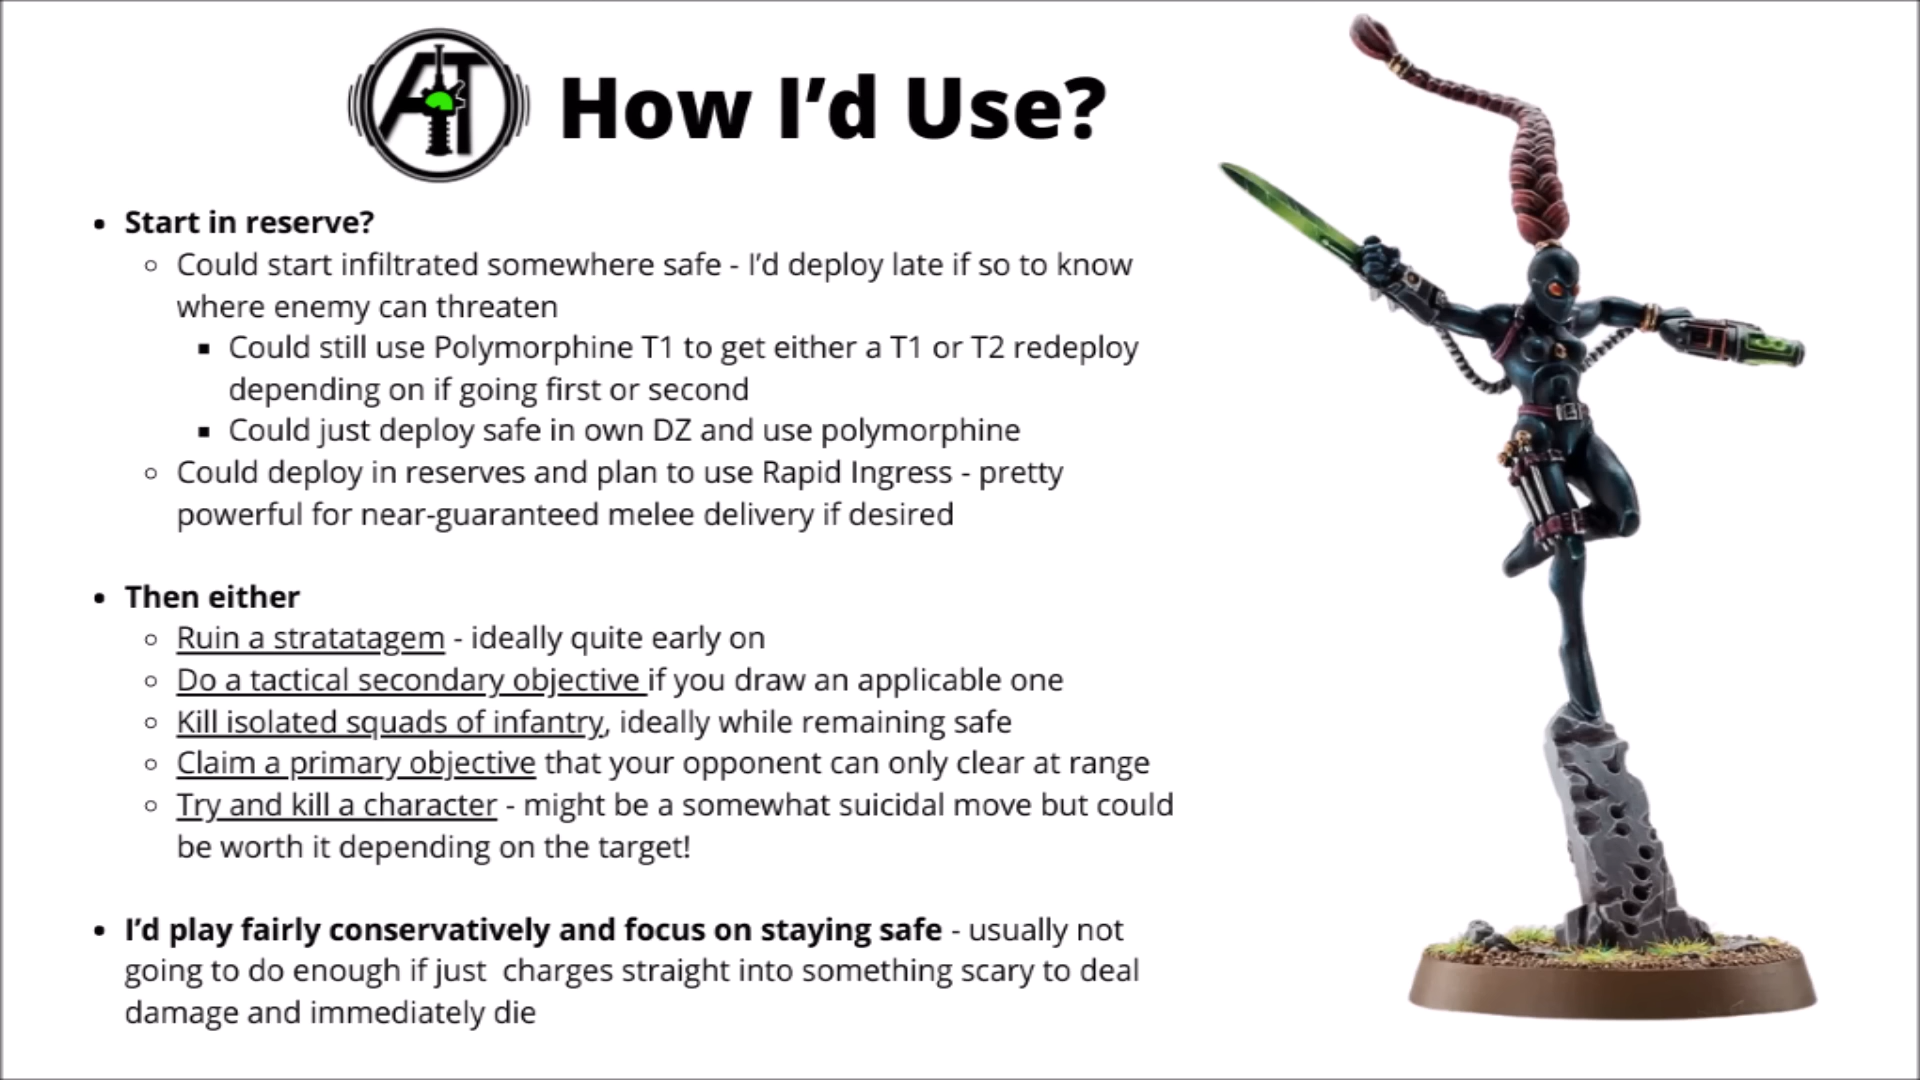 AT
How I’d Use?
• Start in reserve?
◦ Could start infiltrated somewhere safe - I’d deploy late if so to know
where enemy can threaten
▪ Could still use Polymorphine T1 to get either a T1 or T2 redeploy
depending on if going first or second
▪ Could just deploy safe in own DZ and use polymorphine
◦ Could deploy in reserves and plan to use Rapid Ingress - pretty
powerful for near-guaranteed melee delivery if desired
• Then either
◦ Ruin a stratatagem - ideally quite early on
◦ Do a tactical secondary objective if you draw an applicable one
◦ Kill isolated squads of infantry, ideally while remaining safe
◦ Claim a primary objective that your opponent can only clear at range
◦ Try and kill a character - might be a somewhat suicidal move but could
be worth it depending on the target!
• I’d play fairly conservatively and focus on staying safe - usually not
going to do enough if just  charges straight into something scary to deal
damage and immediately die